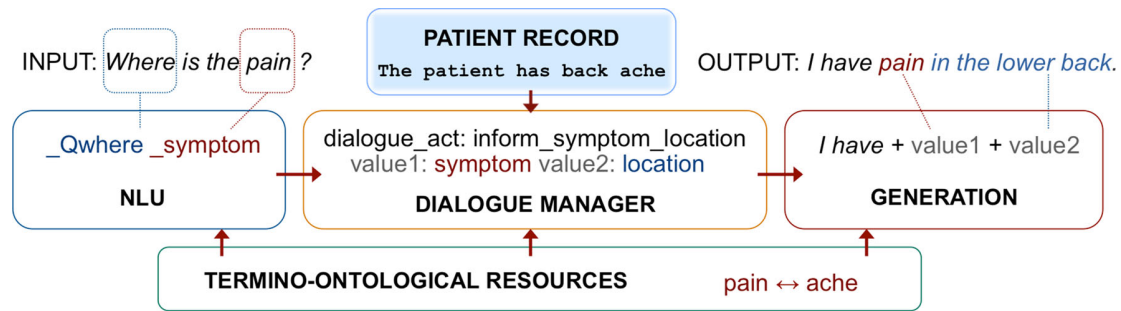 INPUT: Where is the pain ?
PATIENT RECORD
The patient has back ache
OUTPUT: I have pain in the lower back.
_Qwhere _symptom
NLU
dialogue_act: inform_symptom_location
value1: symptom value2: location
DIALOGUE MANAGER
I have + value1 + value2
GENERATION
TERMINO-ONTOLOGICAL RESOURCES
pain ↔ ache